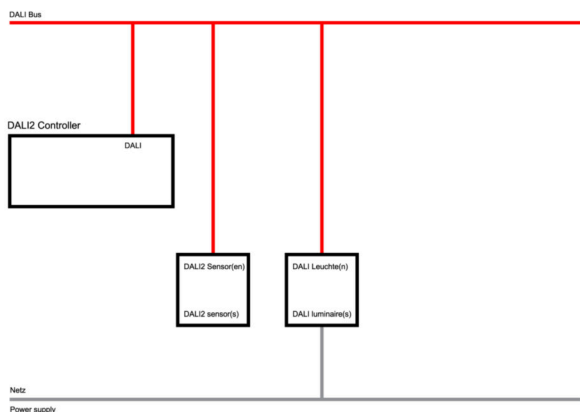 DALI Bus
DALI2 Controller
DALI
DALI2 Sensor(en)
DALI2 sensor(s)
DALI Leuchte(n)
DALI luminaire(s)
Netz
Power supply